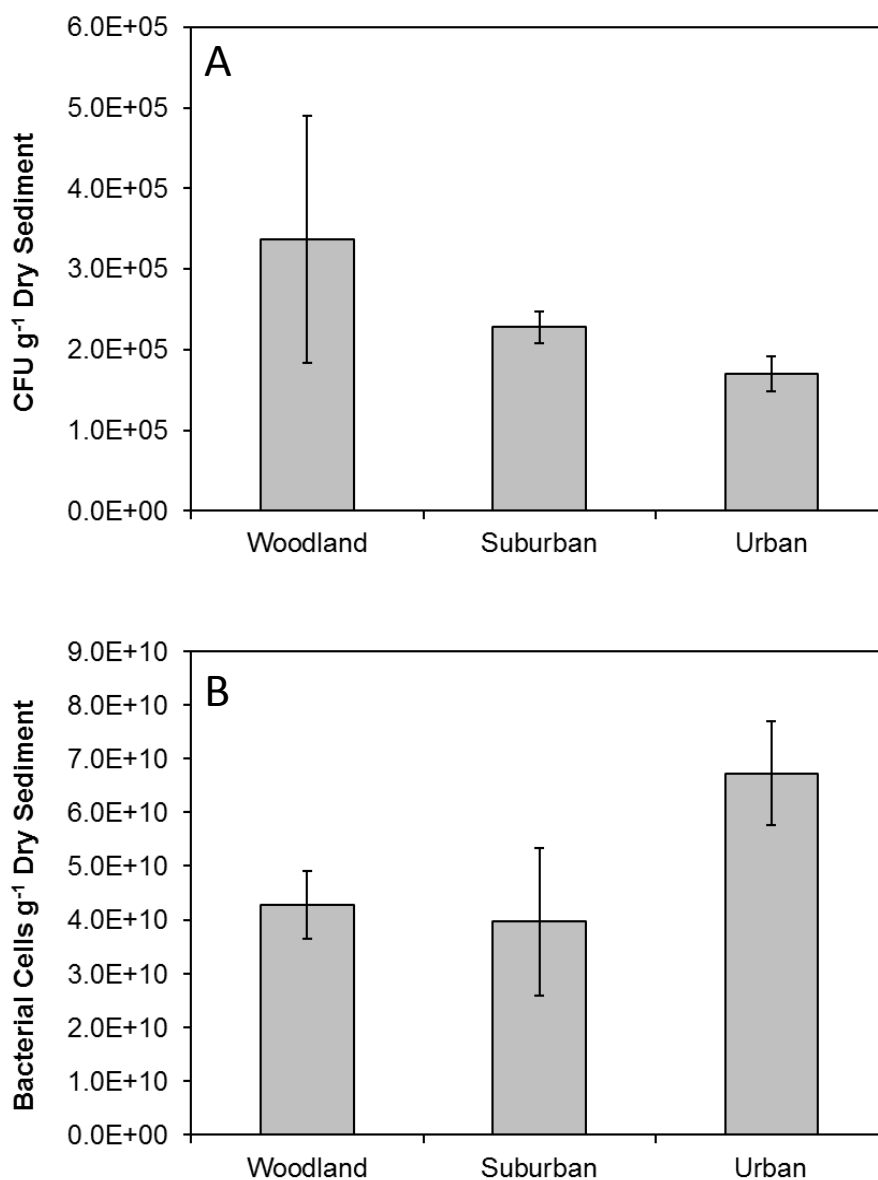 A
CFU g-1 Dry Sediment
6.0E+05
5.0E+05
4.0E+05
3.0E+05
2.0E+05
1.0E+05
0.0E+00
Woodland Suburban Urban
B
Bacterial Cells g-1 Dry Sediment
9.0E+10
8.0E+10
7.0E+10
6.0E+10
5.0E+10
4.0E+10
3.0E+10
2.0E+10
1.0E+10
0.0E+00
Woodland Suburban Urban